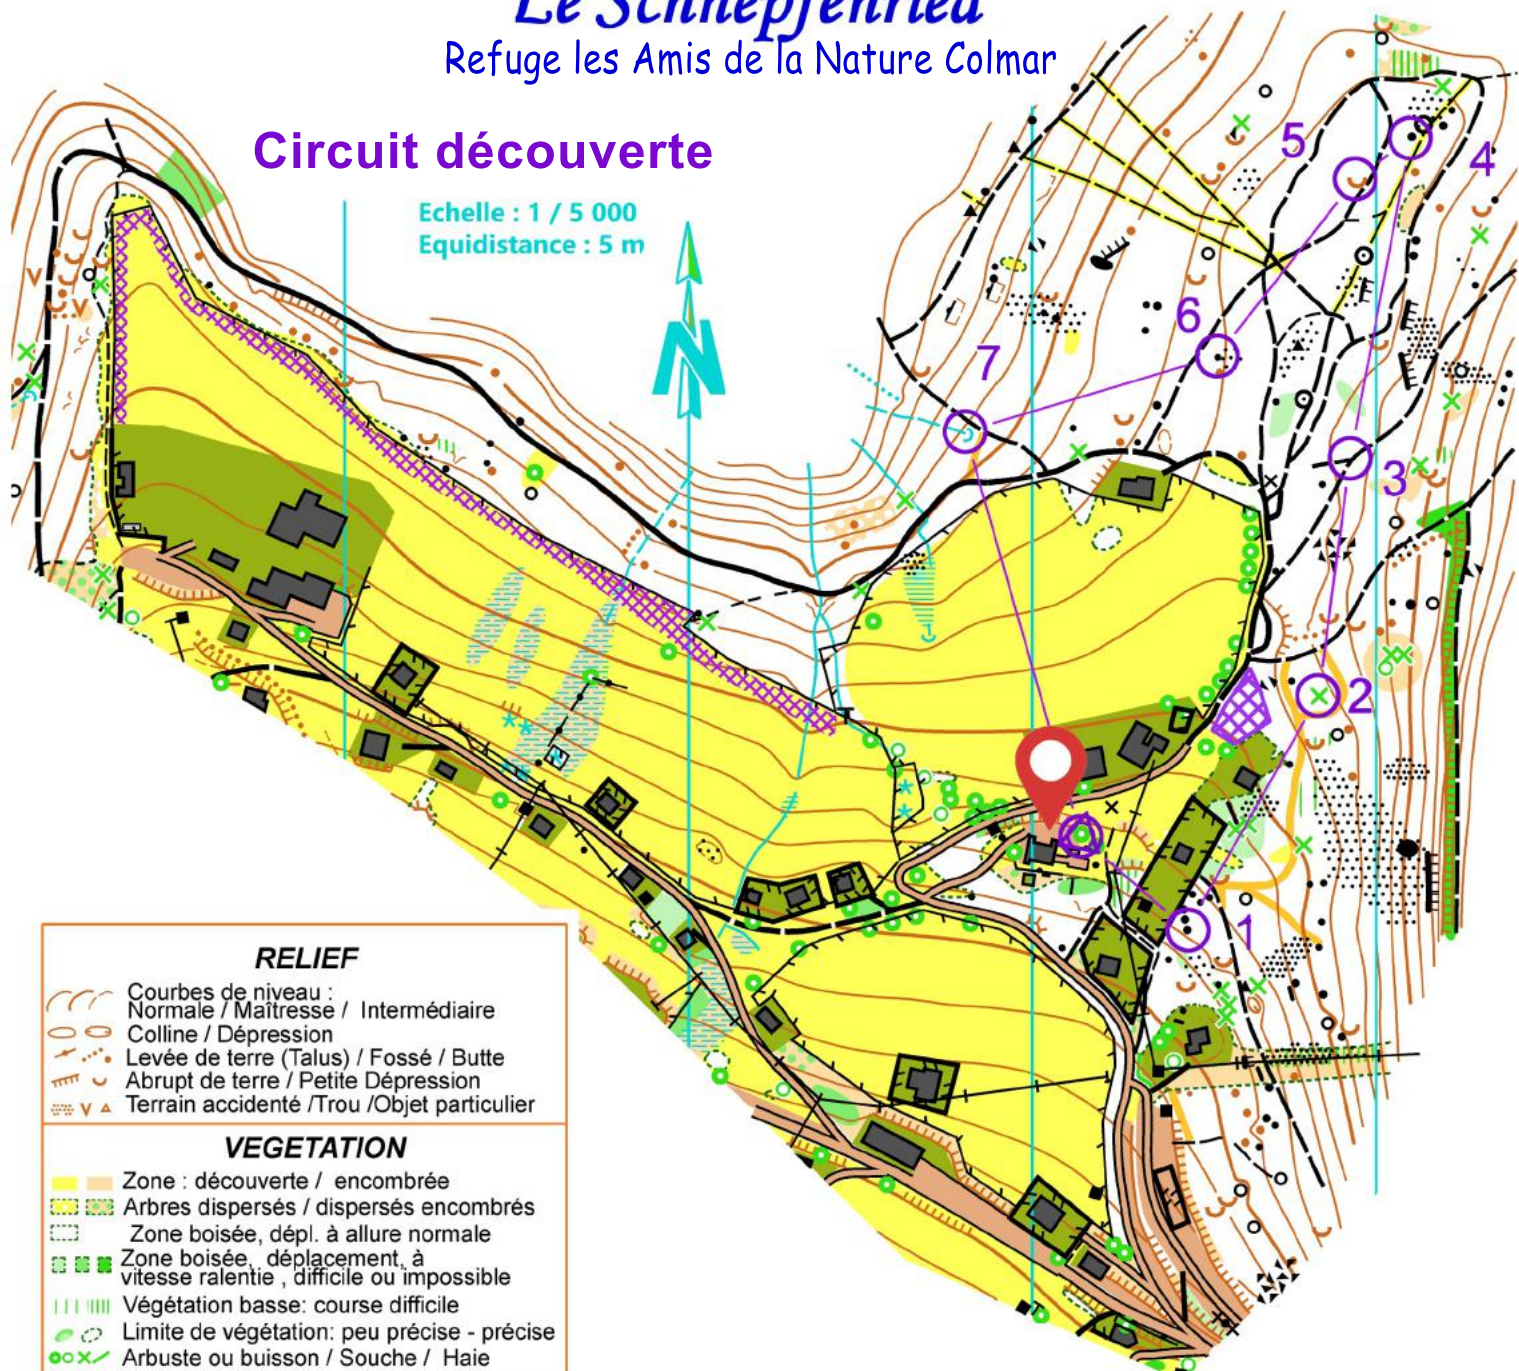 Le Schnepfenried
Refuge les Amis de la Nature Colmar
Circuit découverte
Echelle : 1 / 5 000
Equidistance : 5 m
N
5
4
6
7
3
2
1
RELIEF
Courbes de niveau :
Normale / Maîtresse / Intermédiaire
Colline / Dépression
Levée de terre (Talus) / Fossé / Butte
Abrupt de terre / Petite Dépression
Terrain accidenté /Trou /Objet particulier
VEGETATION
Zone : découverte / encombrée
Arbres dispersés / dispersés encombrés
Zone boisée, dépl. à allure normale
Zone boisée, déplacement, à
vitesse ralentie , difficile ou impossible
Végétation basse: course difficile
Limite de végétation: peu précise - précise
Arbuste ou buisson / Souche / Haie